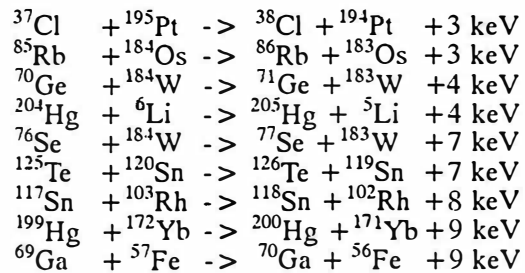 ³⁷Cl + ¹⁹⁵Pt -> ³⁸Cl + ¹⁹⁴Pt +3 keV
⁸⁵Rb + ¹⁸⁴Os -> ⁸⁶Rb + ¹⁸³Os +3 keV
⁷⁰Ge + ¹⁸⁴W -> ⁷¹Ge + ¹⁸³W +4 keV
²⁰⁴Hg + ⁶Li -> ²⁰⁵Hg + ⁵Li +4 keV
⁷⁶Se + ¹⁸⁴W -> ⁷⁷Se + ¹⁸³W +7 keV
¹²⁵Te + ¹²⁰Sn -> ¹²⁶Te + ¹¹⁹Sn +7 keV
¹¹⁷Sn + ¹⁰³Rh -> ¹¹⁸Sn + ¹⁰²Rh +8 keV
¹⁹⁹Hg + ¹⁷²Yb -> ²⁰⁰Hg + ¹⁷¹Yb +9 keV
⁶⁹Ga + ⁵⁷Fe -> ⁷⁰Ga + ⁵⁶Fe +9 keV